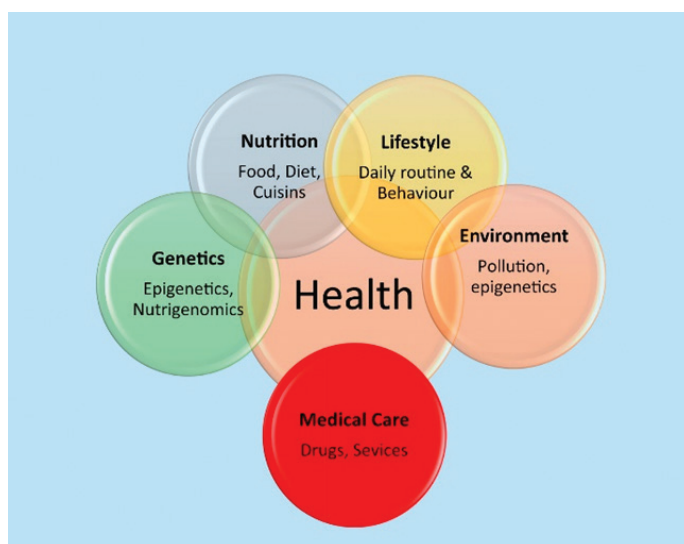 Nutrition
Food, Diet,
Cuisins
Lifestyle
Daily routine &
Behaviour
Genetics
Epigenetics,
Nutrigenomics
Health
Environment
Pollution,
epigenetics
Medical Care
Drugs, Sevices